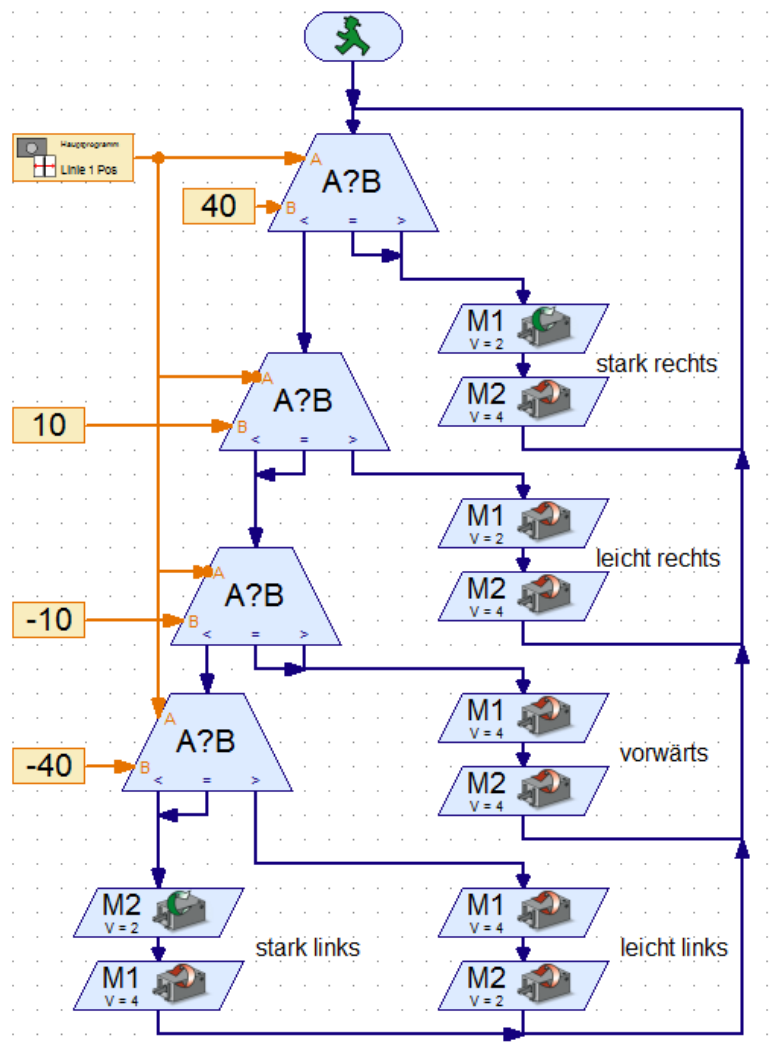 Hauptprogramm
Linie 1 Pos
A
A?B
40
B
< = >
M1
V = 2
stark rechts
M2
V = 4
A
A?B
10
B
< = >
M1
V = 2
leicht rechts
M2
V = 4
A
A?B
-10
B
< = >
M1
V = 4
vorwärts
M2
V = 4
A
A?B
-40
B
< = >
M2
V = 2
stark links
M1
V = 4
M1
V = 4
leicht links
M2
V = 2